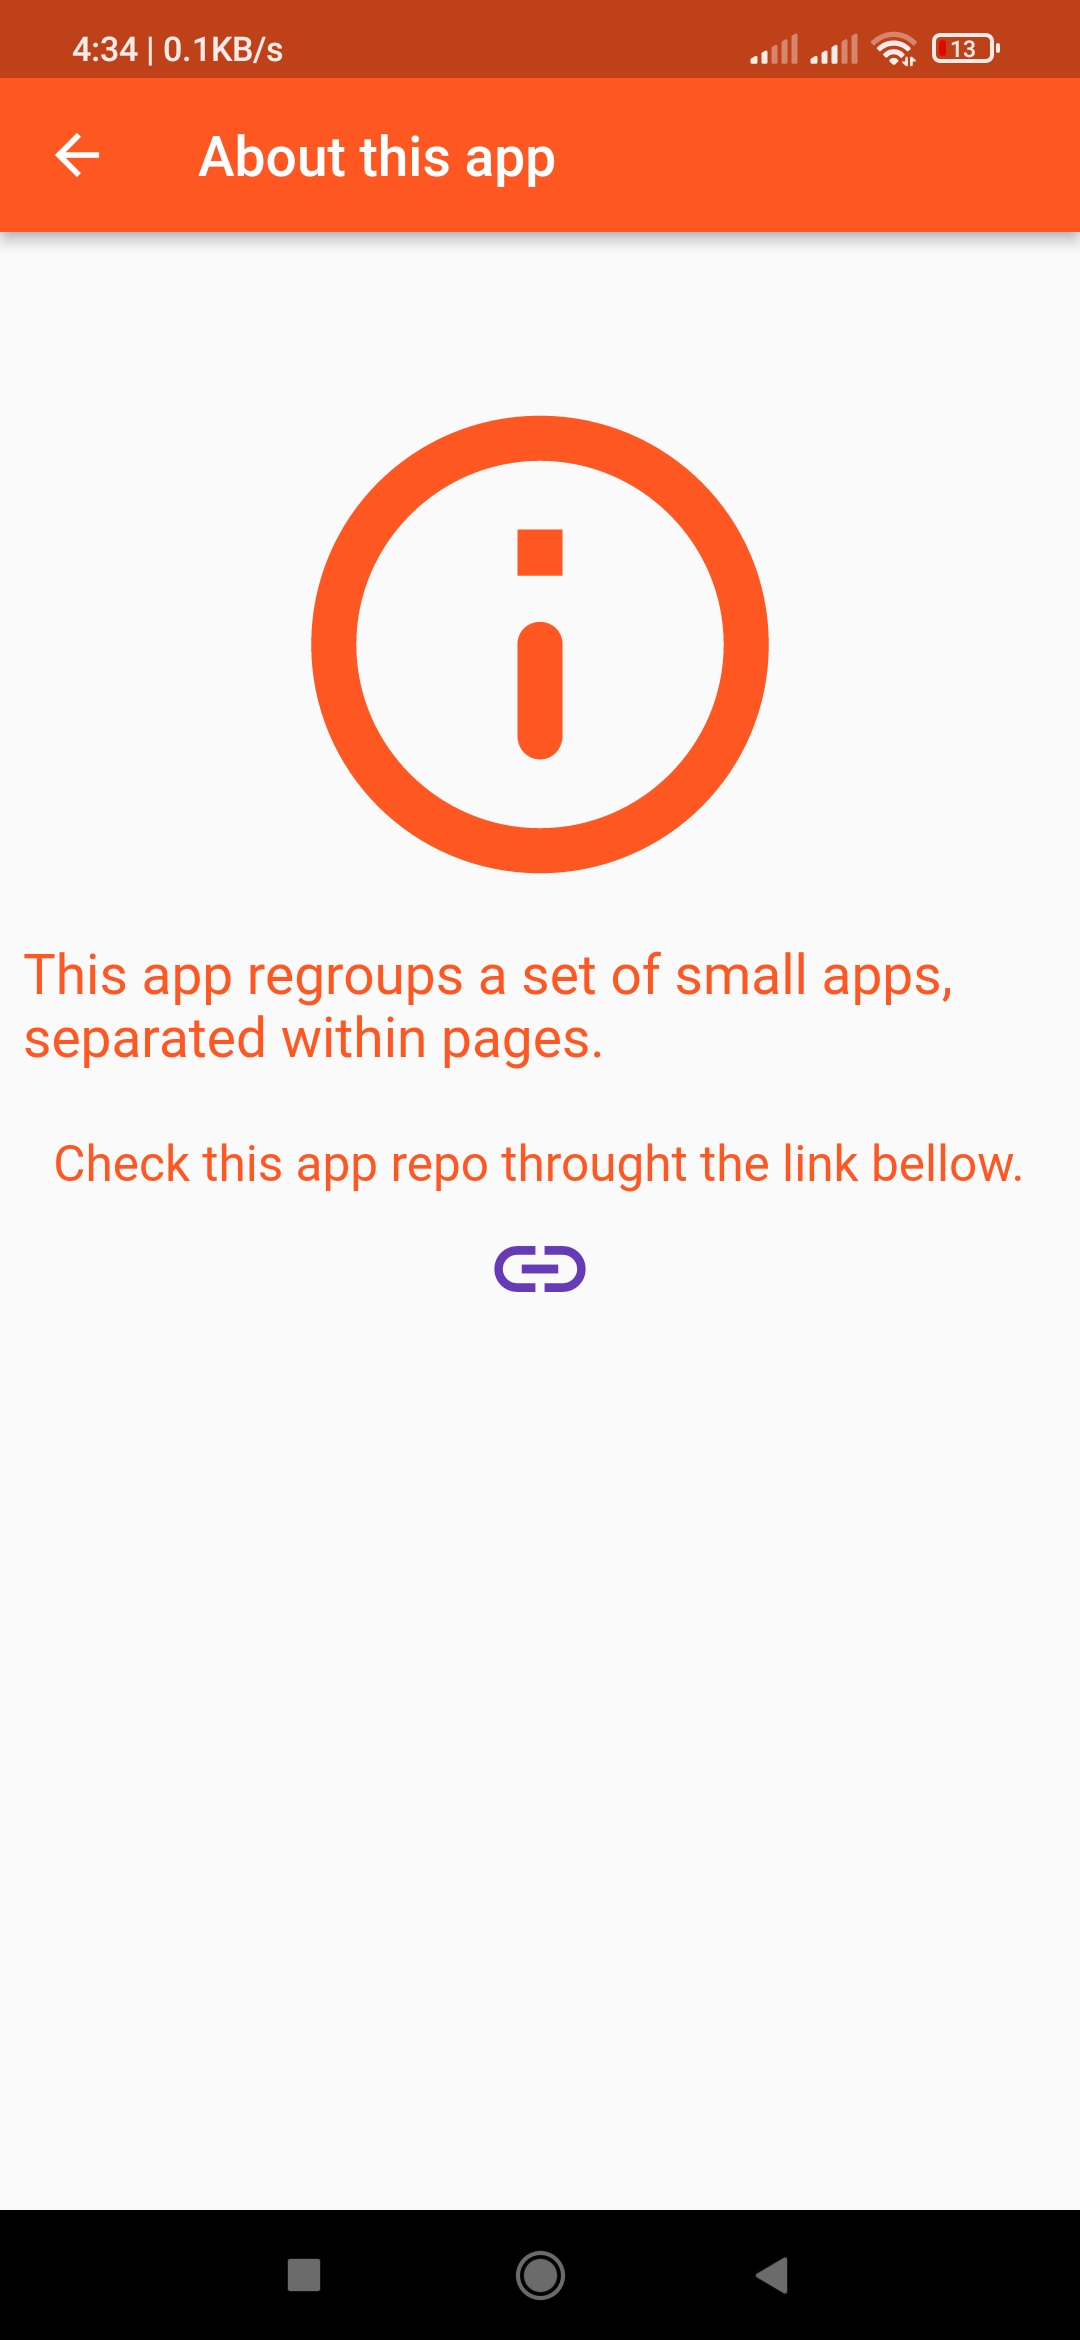 4:34 | 0.1KB/s
13
About this app
This app regroups a set of small apps,
separated within pages.
Check this app repo throught the link bellow.